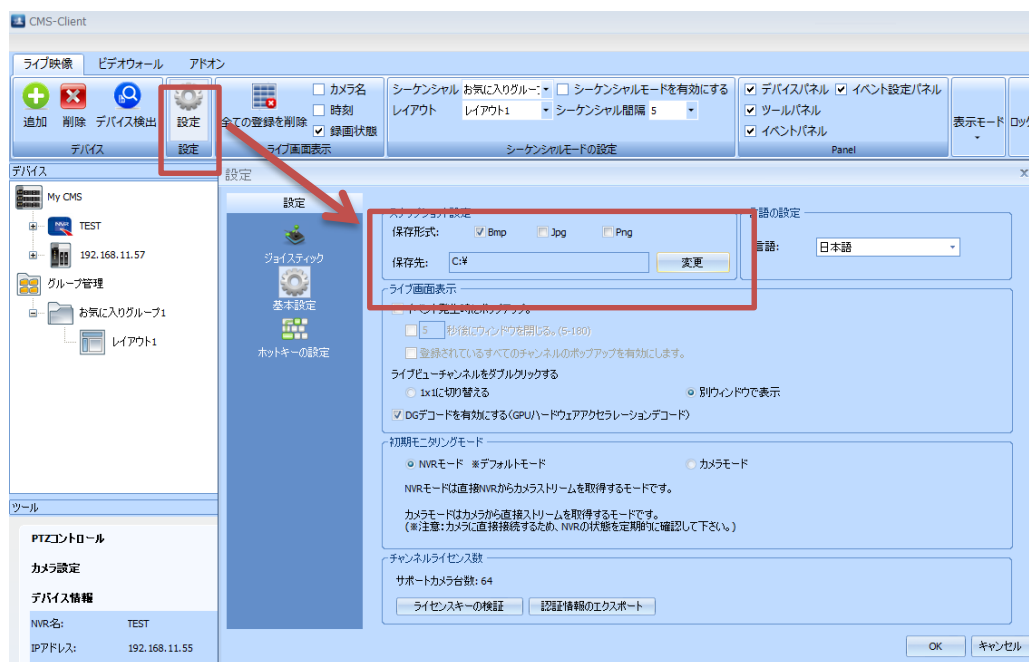 CMS-Client
ライブ映像 ビデオウォール アドオン
追加 削除 デバイス検出 設定 全ての登録を削除
カメラ名
時刻
録画状態
シーケンシャル お気に入りグループ シーケンシャルモードを有効にする
レイアウト レイアウト1 シーケンシャル間隔 5
デバイスパネル イベント設定パネル
ツールパネル
イベントパネル
表示モード
デバイス 設定 ライブ画面表示 シーケンシャルモードの設定 Panel
デバイス
My CMS
TEST
192.168.11.57
グループ管理
お気に入りグループ1
レイアウト1
設定
設定
ジョイスティック
基本設定
ホットキーの設定
保存形式: Bmp Jpg Png
保存先: C:¥ 変更
言語の設定
言語: 日本語
ライブ画面表示
イベント発生時にポップアップ。
5 秒後にウィンドウを閉じる。(5-180)
登録されているすべてのチャンネルのポップアップを有効にします。
ライブビューチャンネルをダブルクリックする
1x1に切り替える 別ウィンドウで表示
DGデコードを有効にする(GPUハードウェアアクセラレーションデコード)
初期モニタリングモード
NVRモード ※デフォルトモード カメラモード
NVRモードは直接NVRからカメラストリームを取得するモードです。
カメラモードはカメラから直接ストリームを取得するモードです。
(※注意:カメラに直接接続するため、NVRの状態を定期的に確認して下さい。)
チャンネルライセンス数
サポートカメラ台数: 64
ライセンスキーの検証 認証情報のエクスポート
OK キャンセル
ツール
PTZコントロール
カメラ設定
デバイス情報
NVR名: TEST
IPアドレス: 192.168.11.55